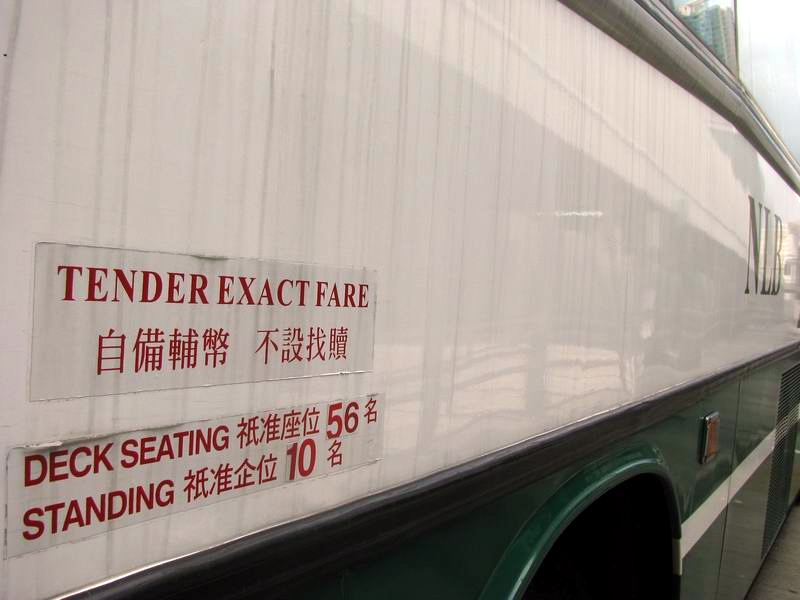 TENDER EXACT FARE
自備輔幣 不設找贖
DECK SEATING 祇准座位 56 名
STANDING 祇准企位 10 名
NLB